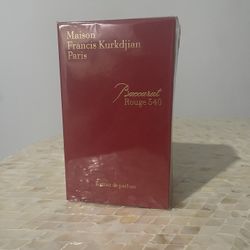 Maison
Francis Kurkdjian
Paris
Baccarat
Rouge 540
Extrait de parfum